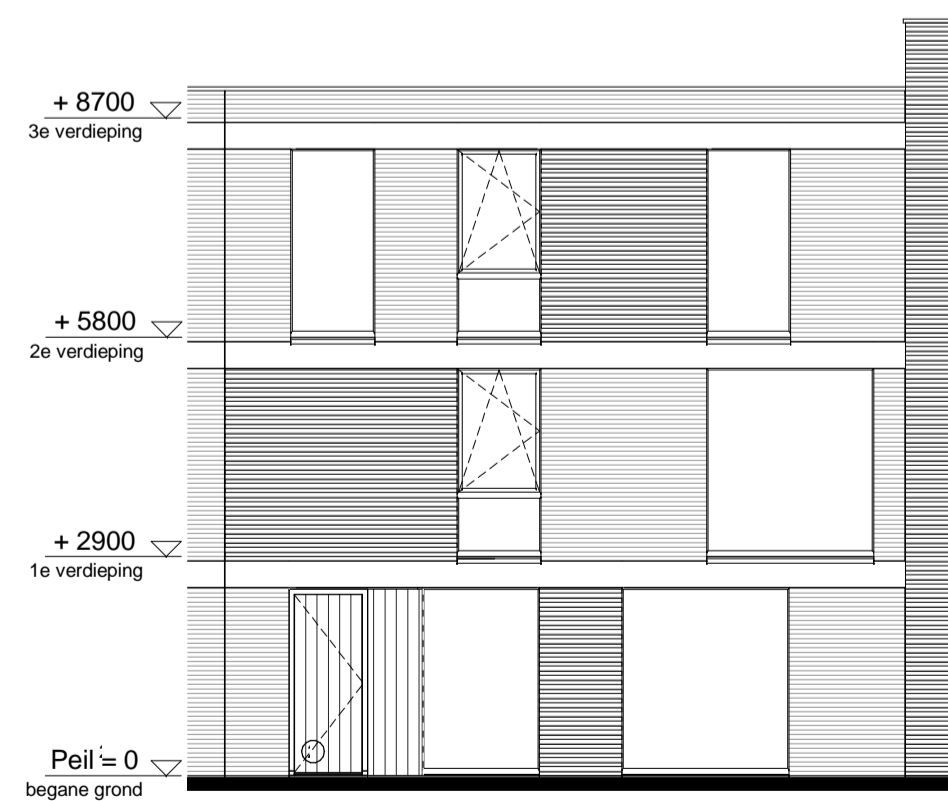 + 8700
3e verdieping
+ 5800
2e verdieping
+ 2900
1e verdieping
Peil = 0
begane grond